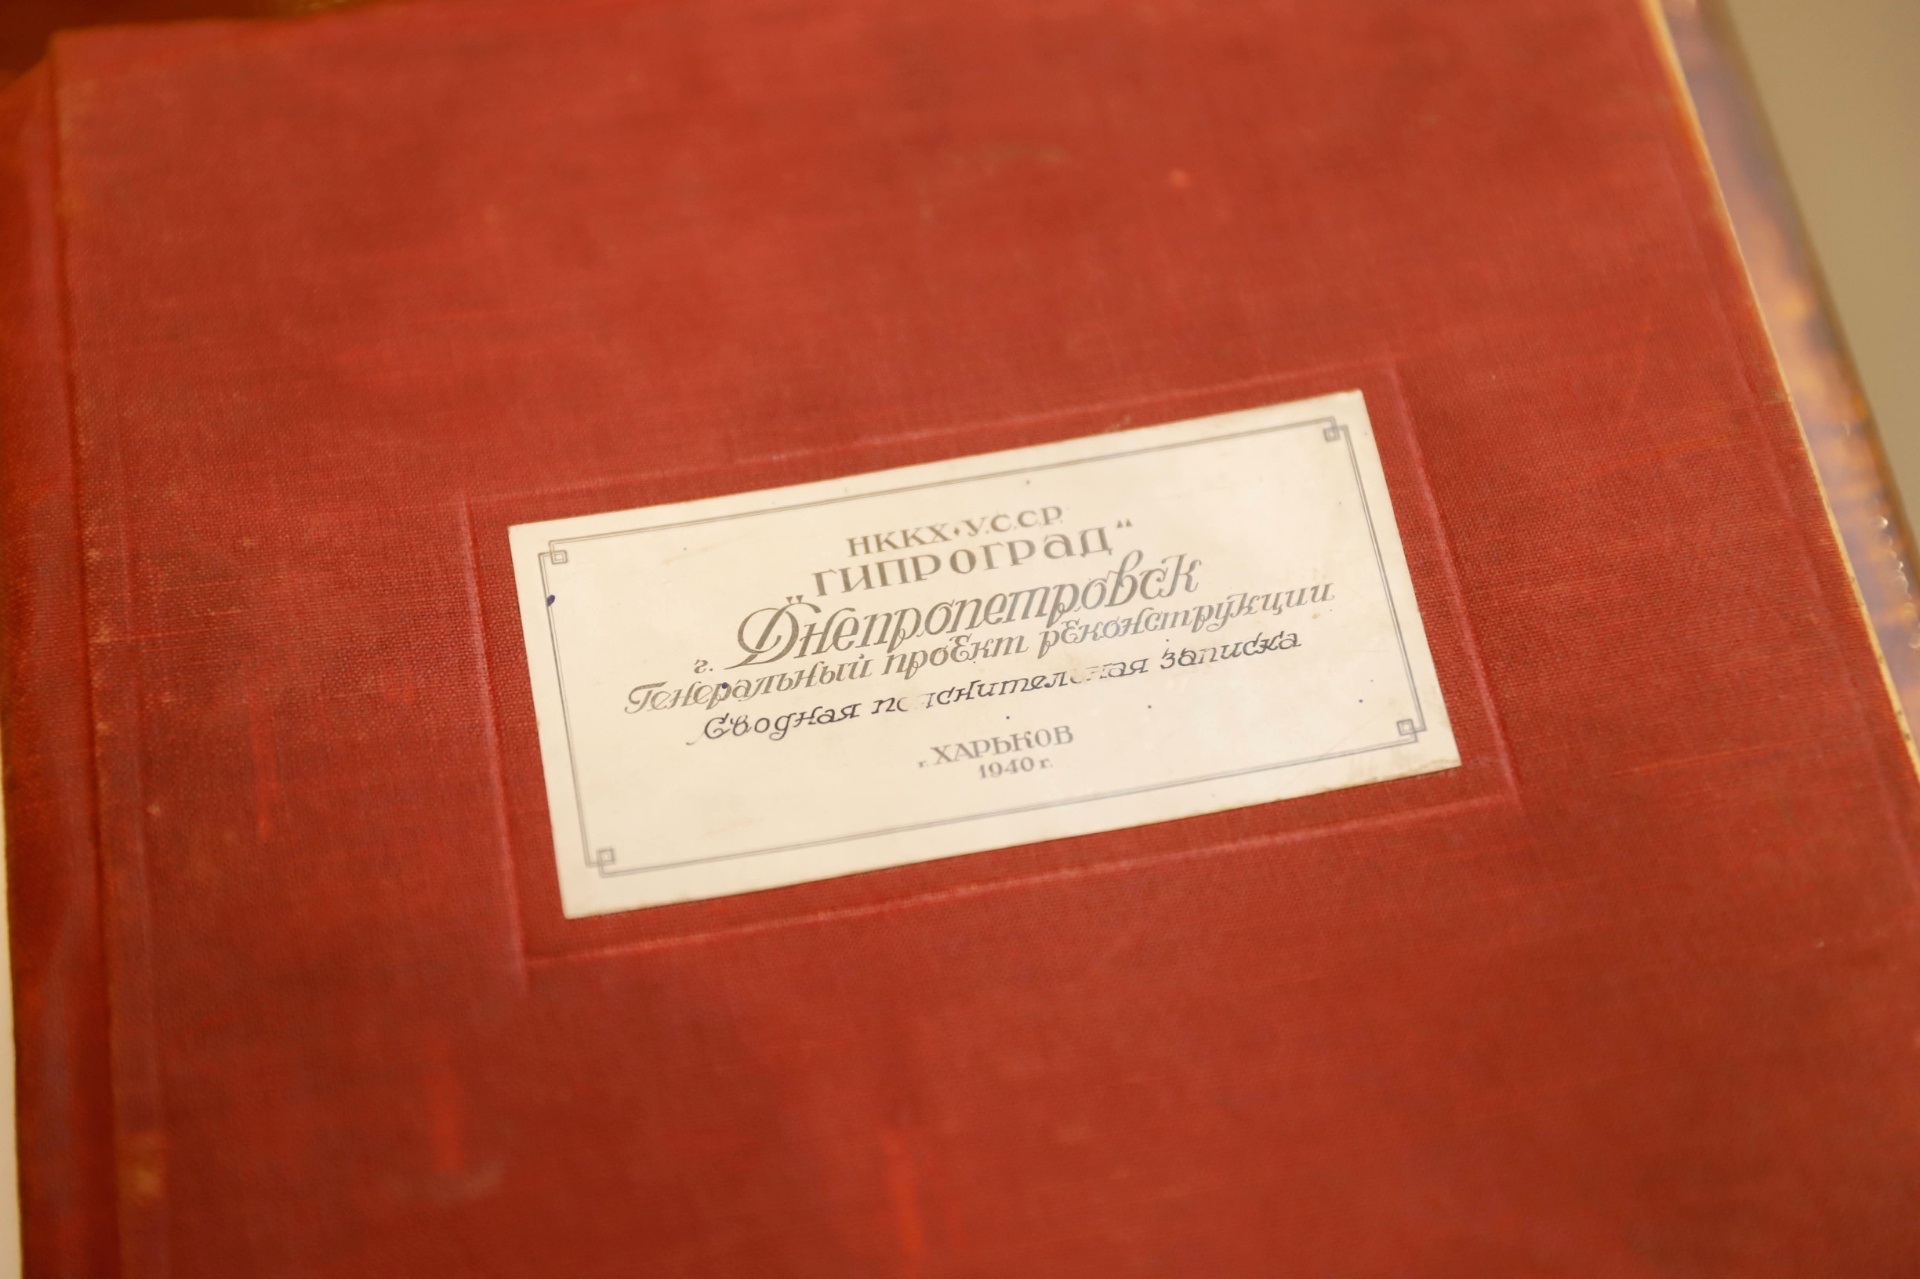 НККХ•У.С.С.Р.
"ГИПРОГРАД"
г. Днепропетровск
Генеральный проект реконструкции
Сводная пояснительная записка
г. ХАРЬКОВ
1940 г.